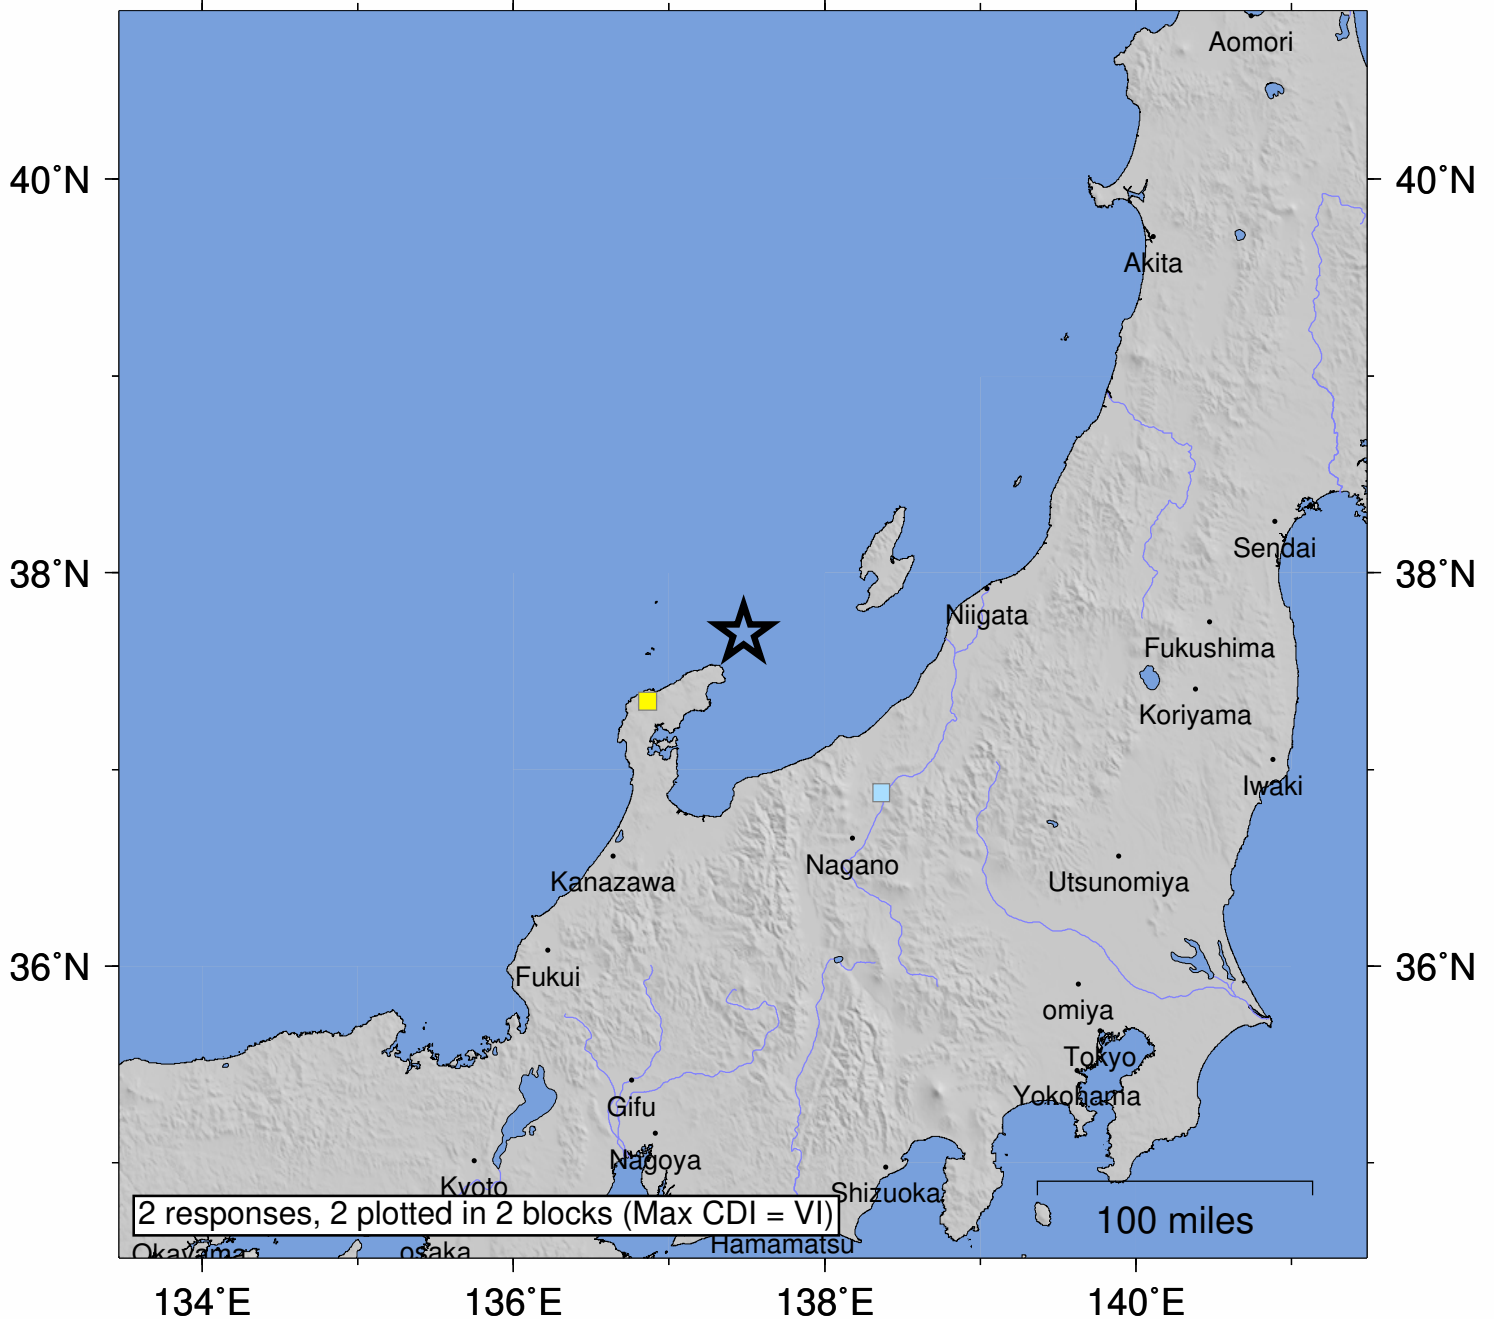 Aomori
40°N
40°N
Akita
Sendai
38°N
38°N
Niigata
Fukushima
Koriyama
Iwaki
Nagano
Kanazawa
Utsunomiya
36°N
36°N
Fukui
omiya
Tokyo
Yokohama
Gifu
Nagoya
Kyoto
Shizuoka
2 responses, 2 plotted in 2 blocks (Max CDI = VI)
100 miles
Hamamatsu
Okayama
osaka
134°E
136°E
138°E
140°E